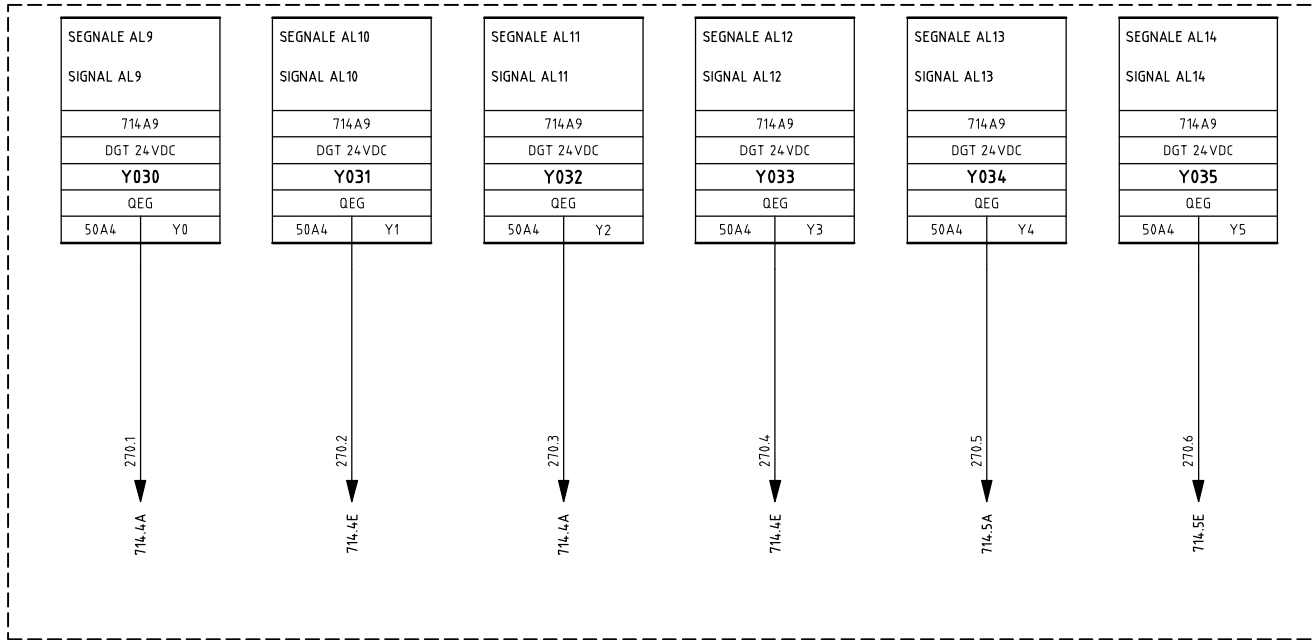 SEGNALE AL9
SIGNAL AL9
714A9
DGT 24VDC
Y030
QEG
50A4 Y0
270.1
714.4A
SEGNALE AL10
SIGNAL AL10
714A9
DGT 24VDC
Y031
QEG
50A4 Y1
270.2
714.4E
SEGNALE AL11
SIGNAL AL11
714A9
DGT 24VDC
Y032
QEG
50A4 Y2
270.3
714.4A
SEGNALE AL12
SIGNAL AL12
714A9
DGT 24VDC
Y033
QEG
50A4 Y3
270.4
714.4E
SEGNALE AL13
SIGNAL AL13
714A9
DGT 24VDC
Y034
QEG
50A4 Y4
270.5
714.5A
SEGNALE AL14
SIGNAL AL14
714A9
DGT 24VDC
Y035
QEG
50A4 Y5
270.6
714.5E